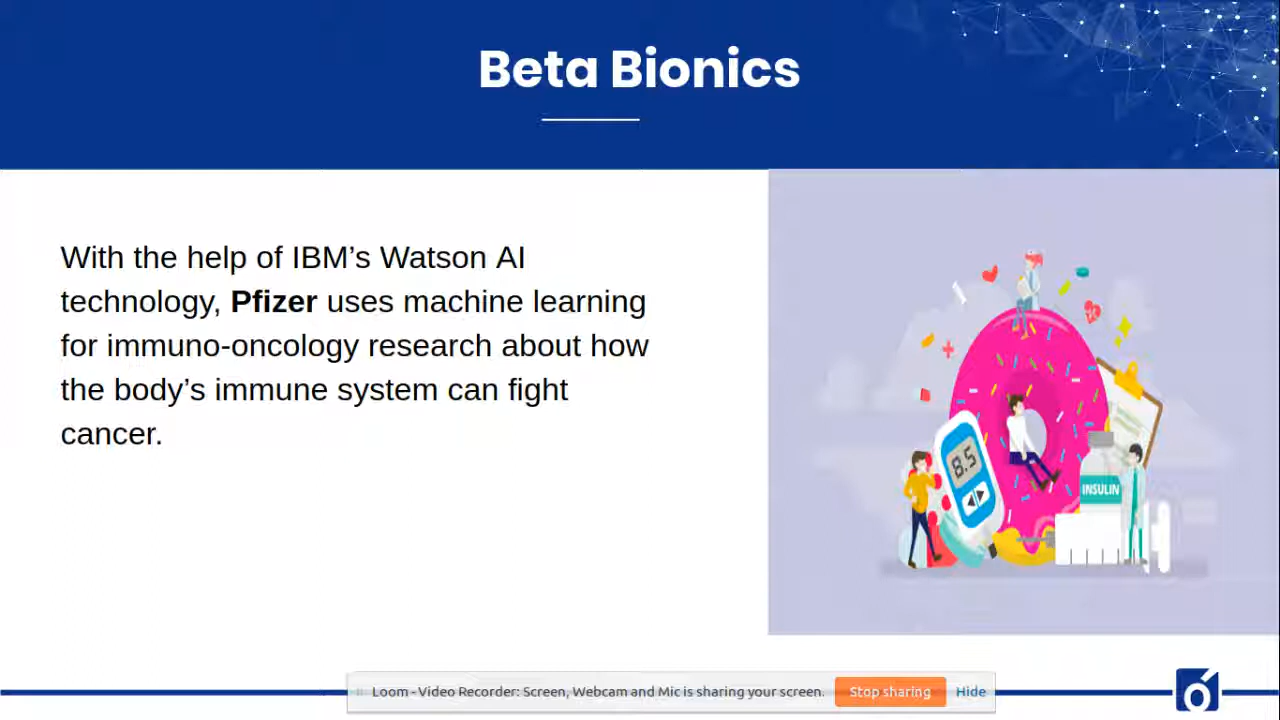 Beta Bionics
With the help of IBM’s Watson AI
technology, Pfizer uses machine learning
for immuno-oncology research about how
the body’s immune system can fight
cancer.
8.5
INSULIN
Loom - Video Recorder: Screen, Webcam and Mic is sharing your screen.
Stop sharing
Hide